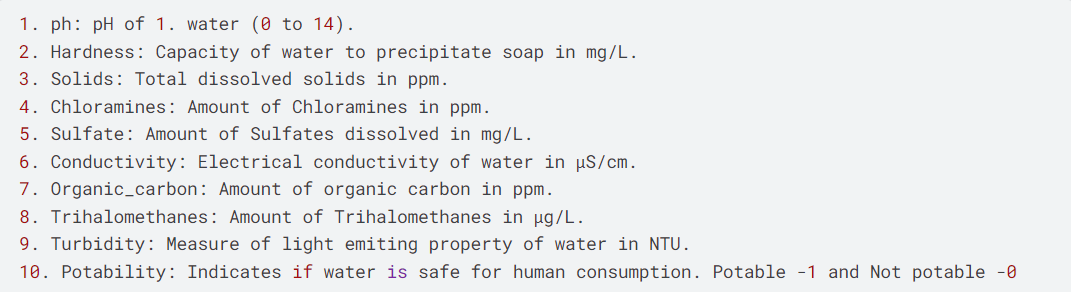 1. ph: pH of 1. water (0 to 14).
2. Hardness: Capacity of water to precipitate soap in mg/L.
3. Solids: Total dissolved solids in ppm.
4. Chloramines: Amount of Chloramines in ppm.
5. Sulfate: Amount of Sulfates dissolved in mg/L.
6. Conductivity: Electrical conductivity of water in μS/cm.
7. Organic_carbon: Amount of organic carbon in ppm.
8. Trihalomethanes: Amount of Trihalomethanes in μg/L.
9. Turbidity: Measure of light emiting property of water in NTU.
10. Potability: Indicates if water is safe for human consumption. Potable -1 and Not potable -0